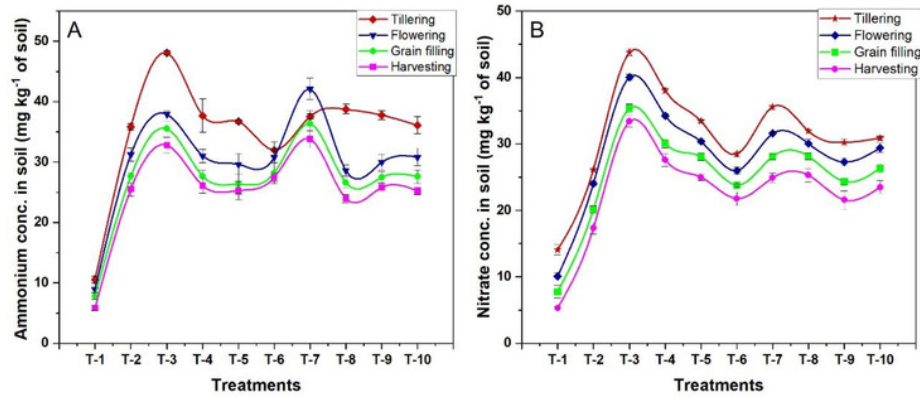 A
Tillering
Flowering
Grain filling
Harvesting
Ammonium conc. in soil (mg kg⁻¹ of soil)
50
40
30
20
10
0
T-1 T-2 T-3 T-4 T-5 T-6 T-7 T-8 T-9 T-10
Treatments
B
Tillering
Flowering
Grain filling
Harvesting
Nitrate conc. in soil (mg kg⁻¹ of soil)
50
40
30
20
10
0
T-1 T-2 T-3 T-4 T-5 T-6 T-7 T-8 T-9 T-10
Treatments